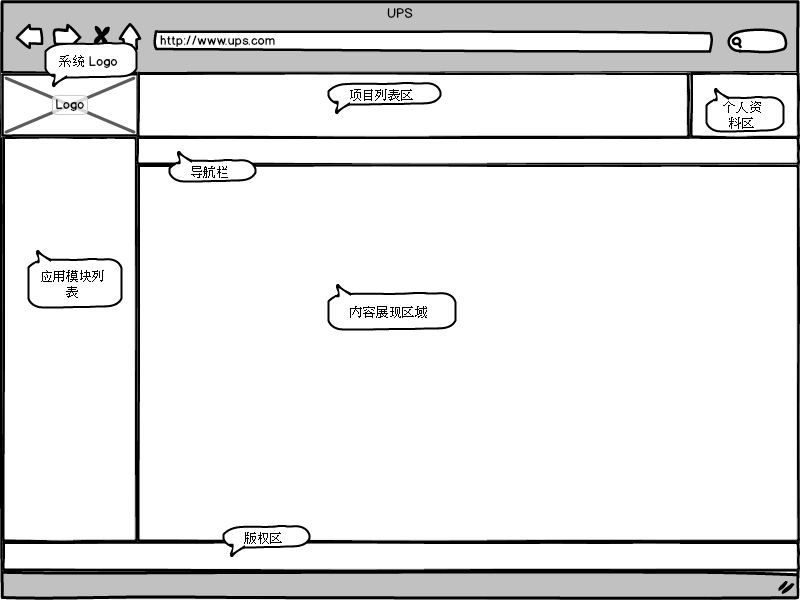 UPS
http://www.ups.com
系统 Logo
Logo
项目列表区
个人资
料区
导航栏
应用模块列
表
内容展现区域
版权区